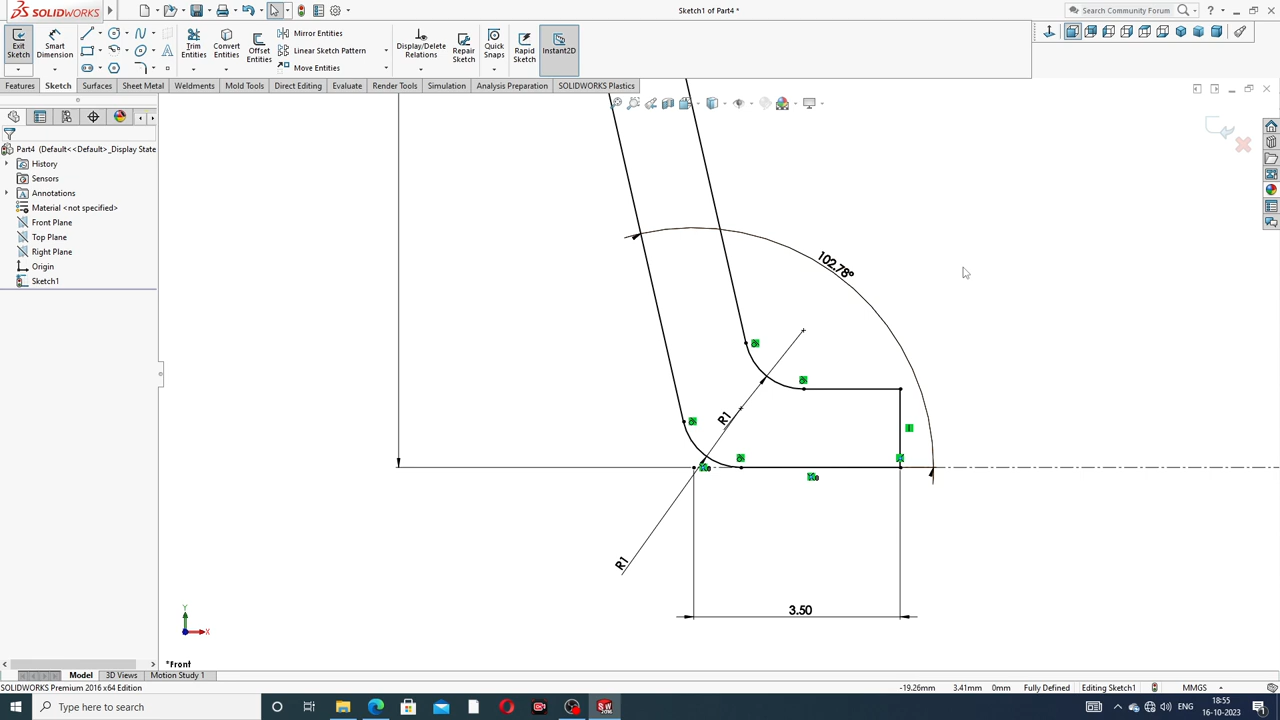 SOLIDWORKS
Sketch1 of Part4 *
Search Community Forum
Exit Sketch
Smart Dimension
Trim Entities
Convert Entities
Offset Entities
Mirror Entities
Linear Sketch Pattern
Move Entities
Display/Delete Relations
Repair Sketch
Quick Snaps
Rapid Sketch
Instant2D
Features
Sketch
Surfaces
Sheet Metal
Weldments
Mold Tools
Direct Editing
Evaluate
Render Tools
Simulation
Analysis Preparation
SOLIDWORKS Plastics
Part4 (Default<<Default>_Display State
History
Sensors
Annotations
Material <not specified>
Front Plane
Top Plane
Right Plane
Origin
Sketch1
102.78°
R1
R1
3.50
Y
X
*Front
Model
3D Views
Motion Study 1
SOLIDWORKS Premium 2016 x64 Edition
-19.26mm
3.41mm
0mm
Fully Defined
Editing Sketch1
MMGS
Type here to search
ENG
18:55
16-10-2023